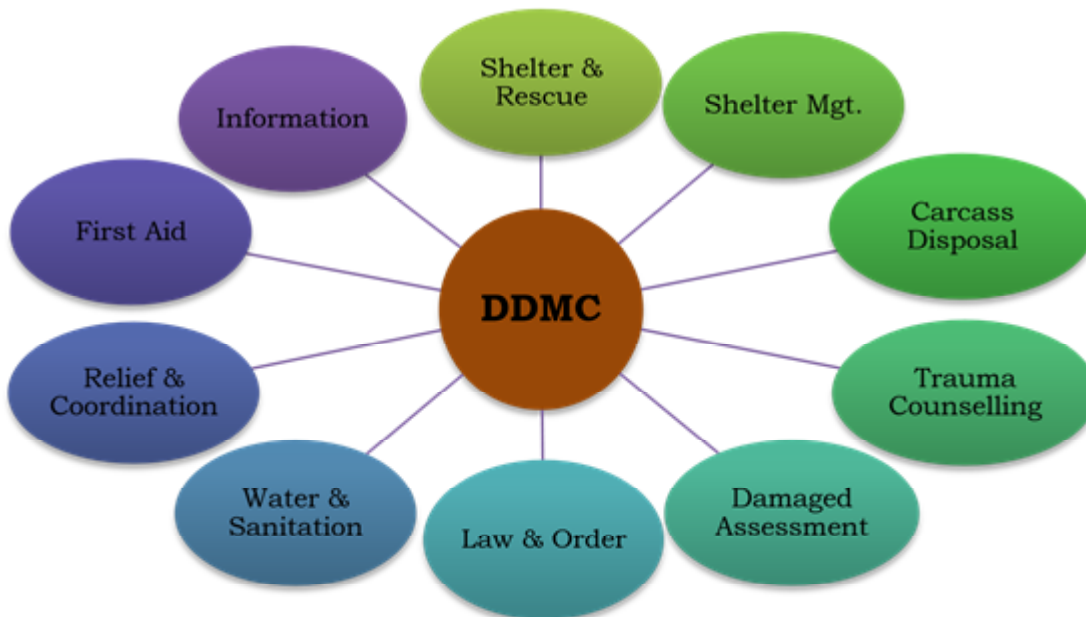 Shelter &
Rescue
Shelter Mgt.
Carcass
Disposal
Trauma
Counselling
Damaged
Assessment
Law & Order
Water &
Sanitation
Relief &
Coordination
First Aid
Information
DDMC